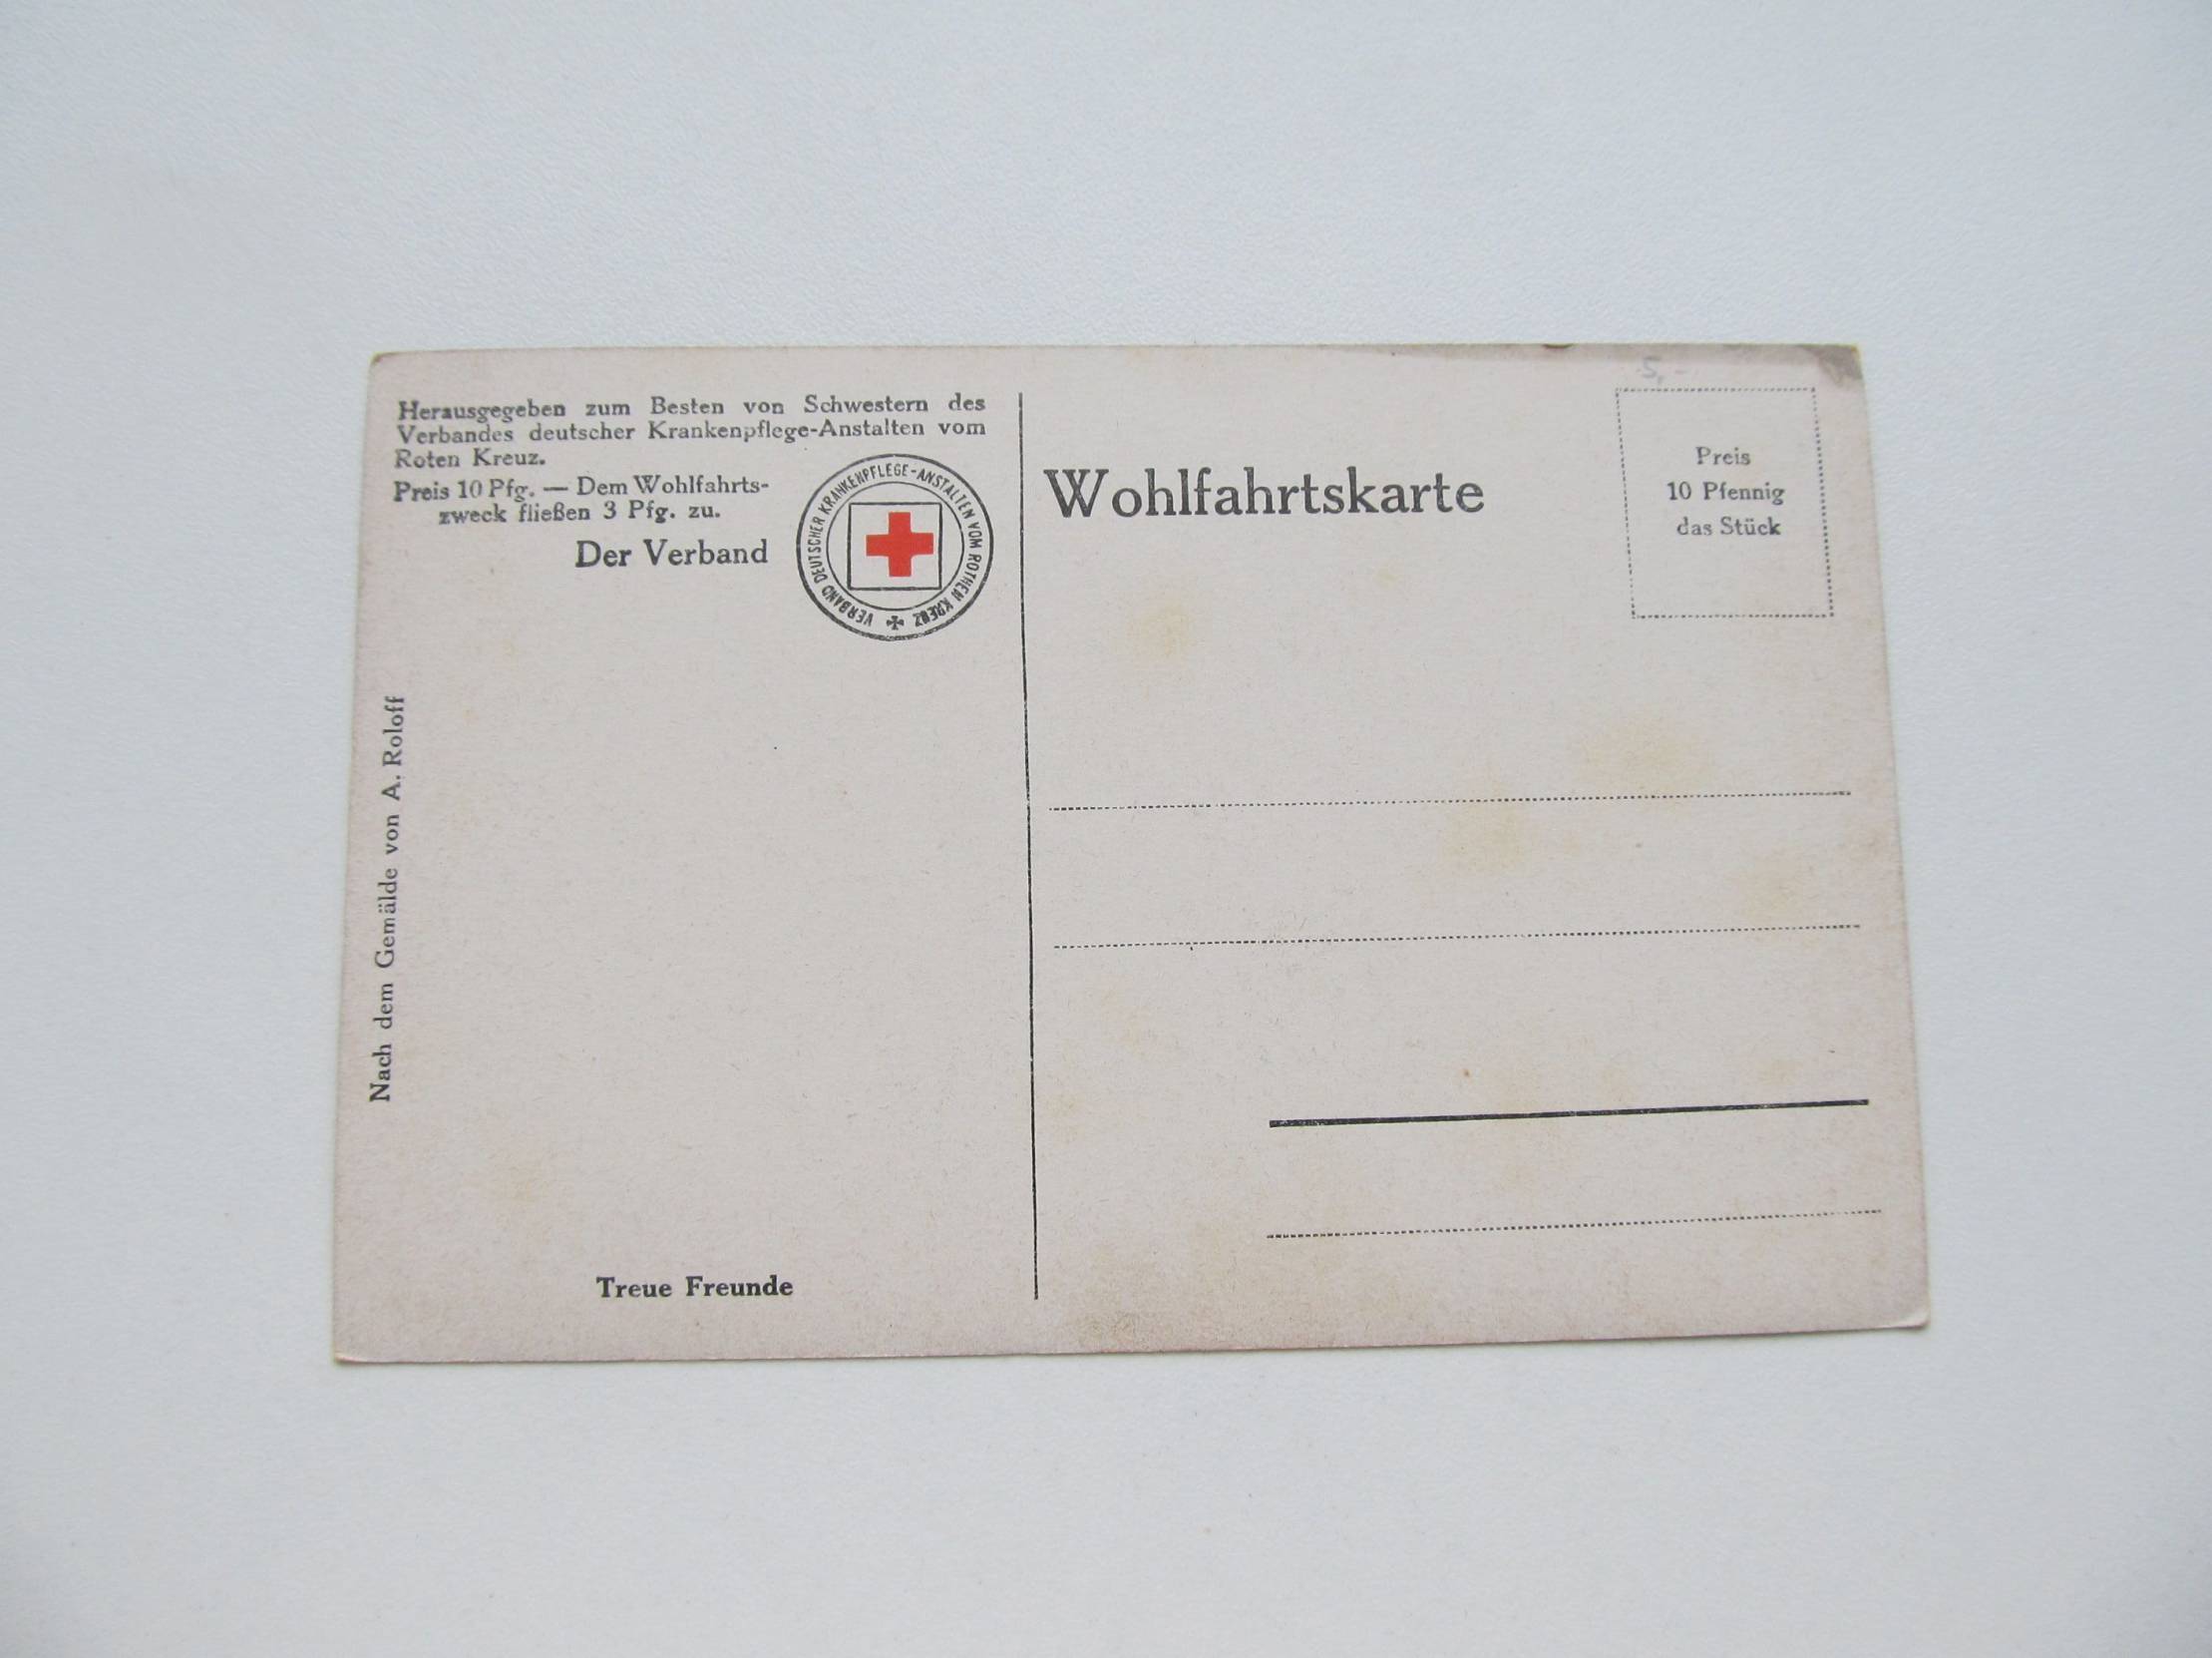 Herausgegeben zum Besten von Schwestern des
Verbandes deutscher Krankenpflege-Anstalten vom
Roten Kreuz.
Preis 10 Pfg. — Dem Wohlfahrts-
zweck fließen 3 Pfg. zu.
Der Verband
VERBAND DEUTSCHER KRANKENPFLEGE-ANSTALTEN VOM ROTHEN KREUZ
Nach dem Gemälde von A. Roloff
Treue Freunde
Wohlfahrtskarte
5,-
Preis
10 Pfennig
das Stück